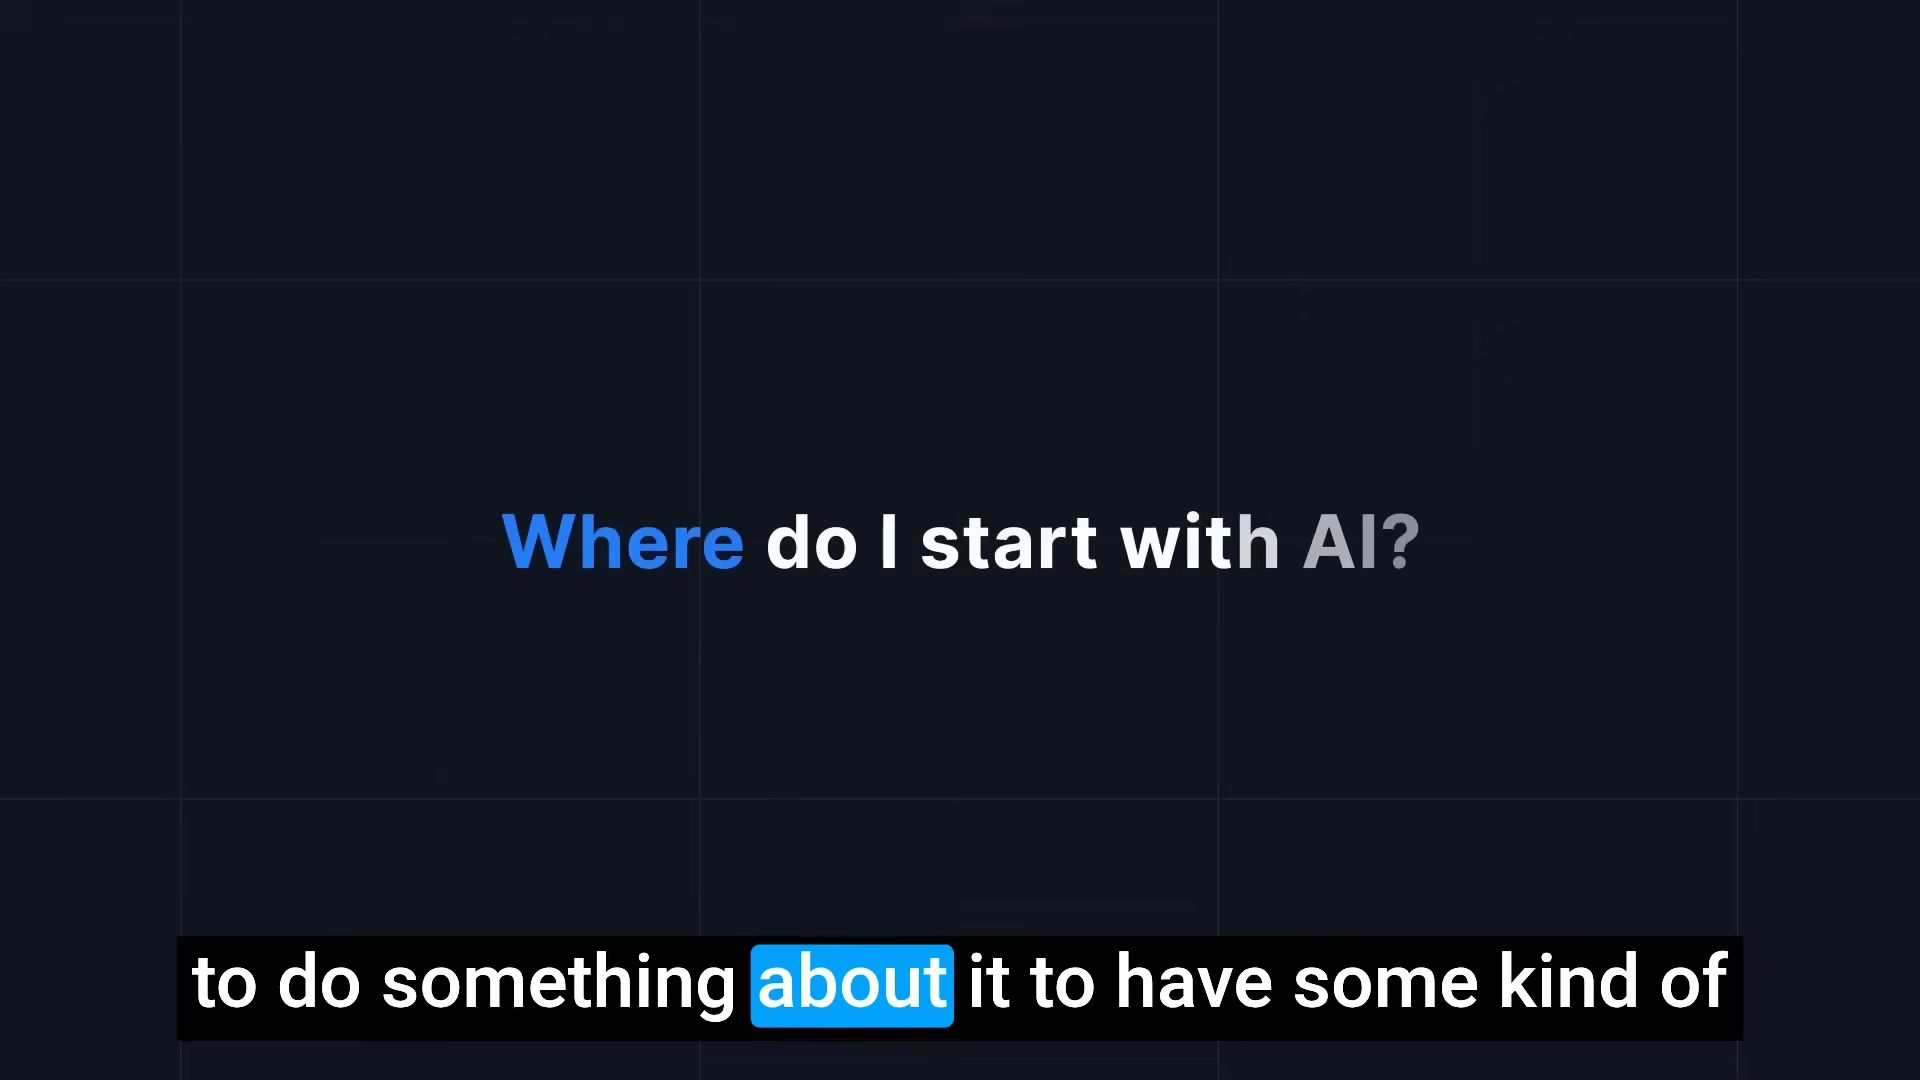 Where do I start with AI?
to do something about it to have some kind of